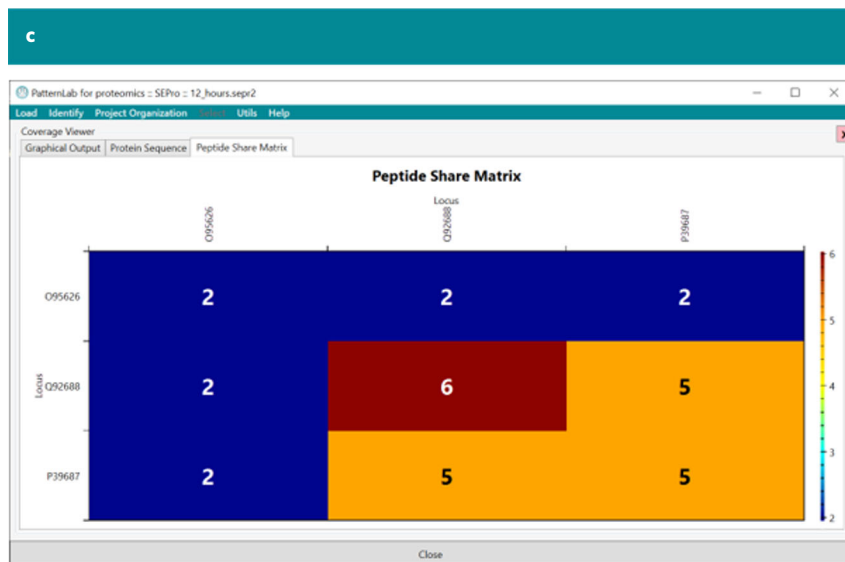 c
PatternLab for proteomics :: SEPro :: 12_hours.sepr2
Load Identify Project Organization Select Utils Help
Coverage Viewer
x
Graphical Output Protein Sequence Peptide Share Matrix
Peptide Share Matrix
Locus
O95626 Q92688 P39687
O95626 2 2 2
Locus
Q92688 2 6 5
P39687 2 5 5
6
5
4
3
2
Close